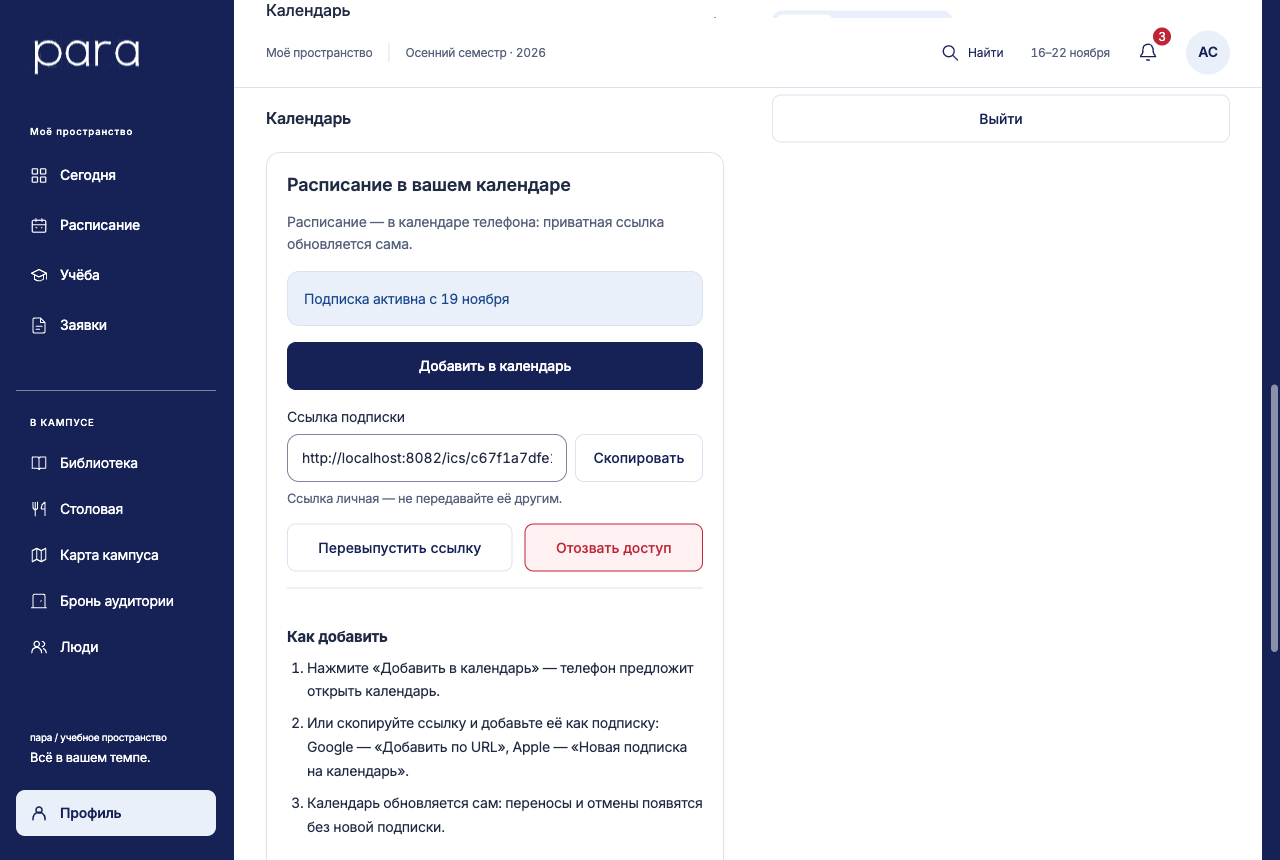 para
Моё пространство
Сегодня
Расписание
Учёба
Заявки
В КАМПУСЕ
Библиотека
Столовая
Карта кампуса
Бронь аудитории
Люди
пара / учебное пространство
Всё в вашем темпе.
Профиль
Календарь
Моё пространство
Осенний семестр · 2026
Найти
16–22 ноября
3
АС
Календарь
Выйти
Расписание в вашем календаре
Расписание — в календаре телефона: приватная ссылка
обновляется сама.
Подписка активна с 19 ноября
Добавить в календарь
Ссылка подписки
http://localhost:8082/ics/c67f1a7dfe
Скопировать
Ссылка личная — не передавайте её другим.
Перевыпустить ссылку
Отозвать доступ
Как добавить
1. Нажмите «Добавить в календарь» — телефон предложит
открыть календарь.
2. Или скопируйте ссылку и добавьте её как подписку:
Google — «Добавить по URL», Apple — «Новая подписка
на календарь».
3. Календарь обновляется сам: переносы и отмены появятся
без новой подписки.